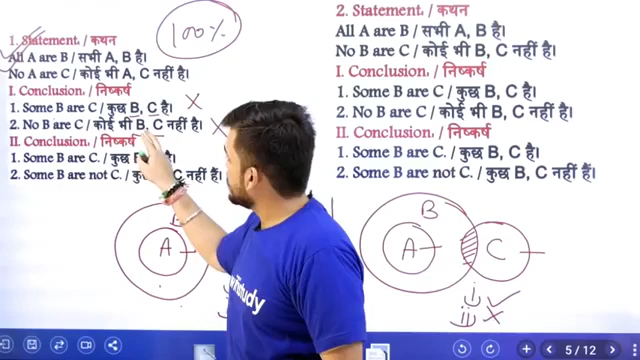 100%
1. Statement. / कथन
All A are B / सभी A, B है।
No A are C / कोई भी A, C नहीं है।
I. Conclusion / निष्कर्ष
1. Some B are C / कुछ B, C है।
2. No B are C / कोई भी B, C नहीं है।
II. Conclusion / निष्कर्ष
1. Some B are C. / कुछ B, C है।
2. Some B are not C. / C नहीं हैं।
A
2. Statement. / कथन
All A are B / सभी A, B है।
No B are C / कोई भी B, C नहीं है।
I. Conclusion / निष्कर्ष
1. Some B are C / कुछ B, C है।
2. No B are C / कोई भी B, C नहीं है।
II. Conclusion / निष्कर्ष
1. Some B are C. / कुछ B, C है।
2. Some B are not C. / कुछ B, C नहीं हैं।
B
A
C
study
5 / 12